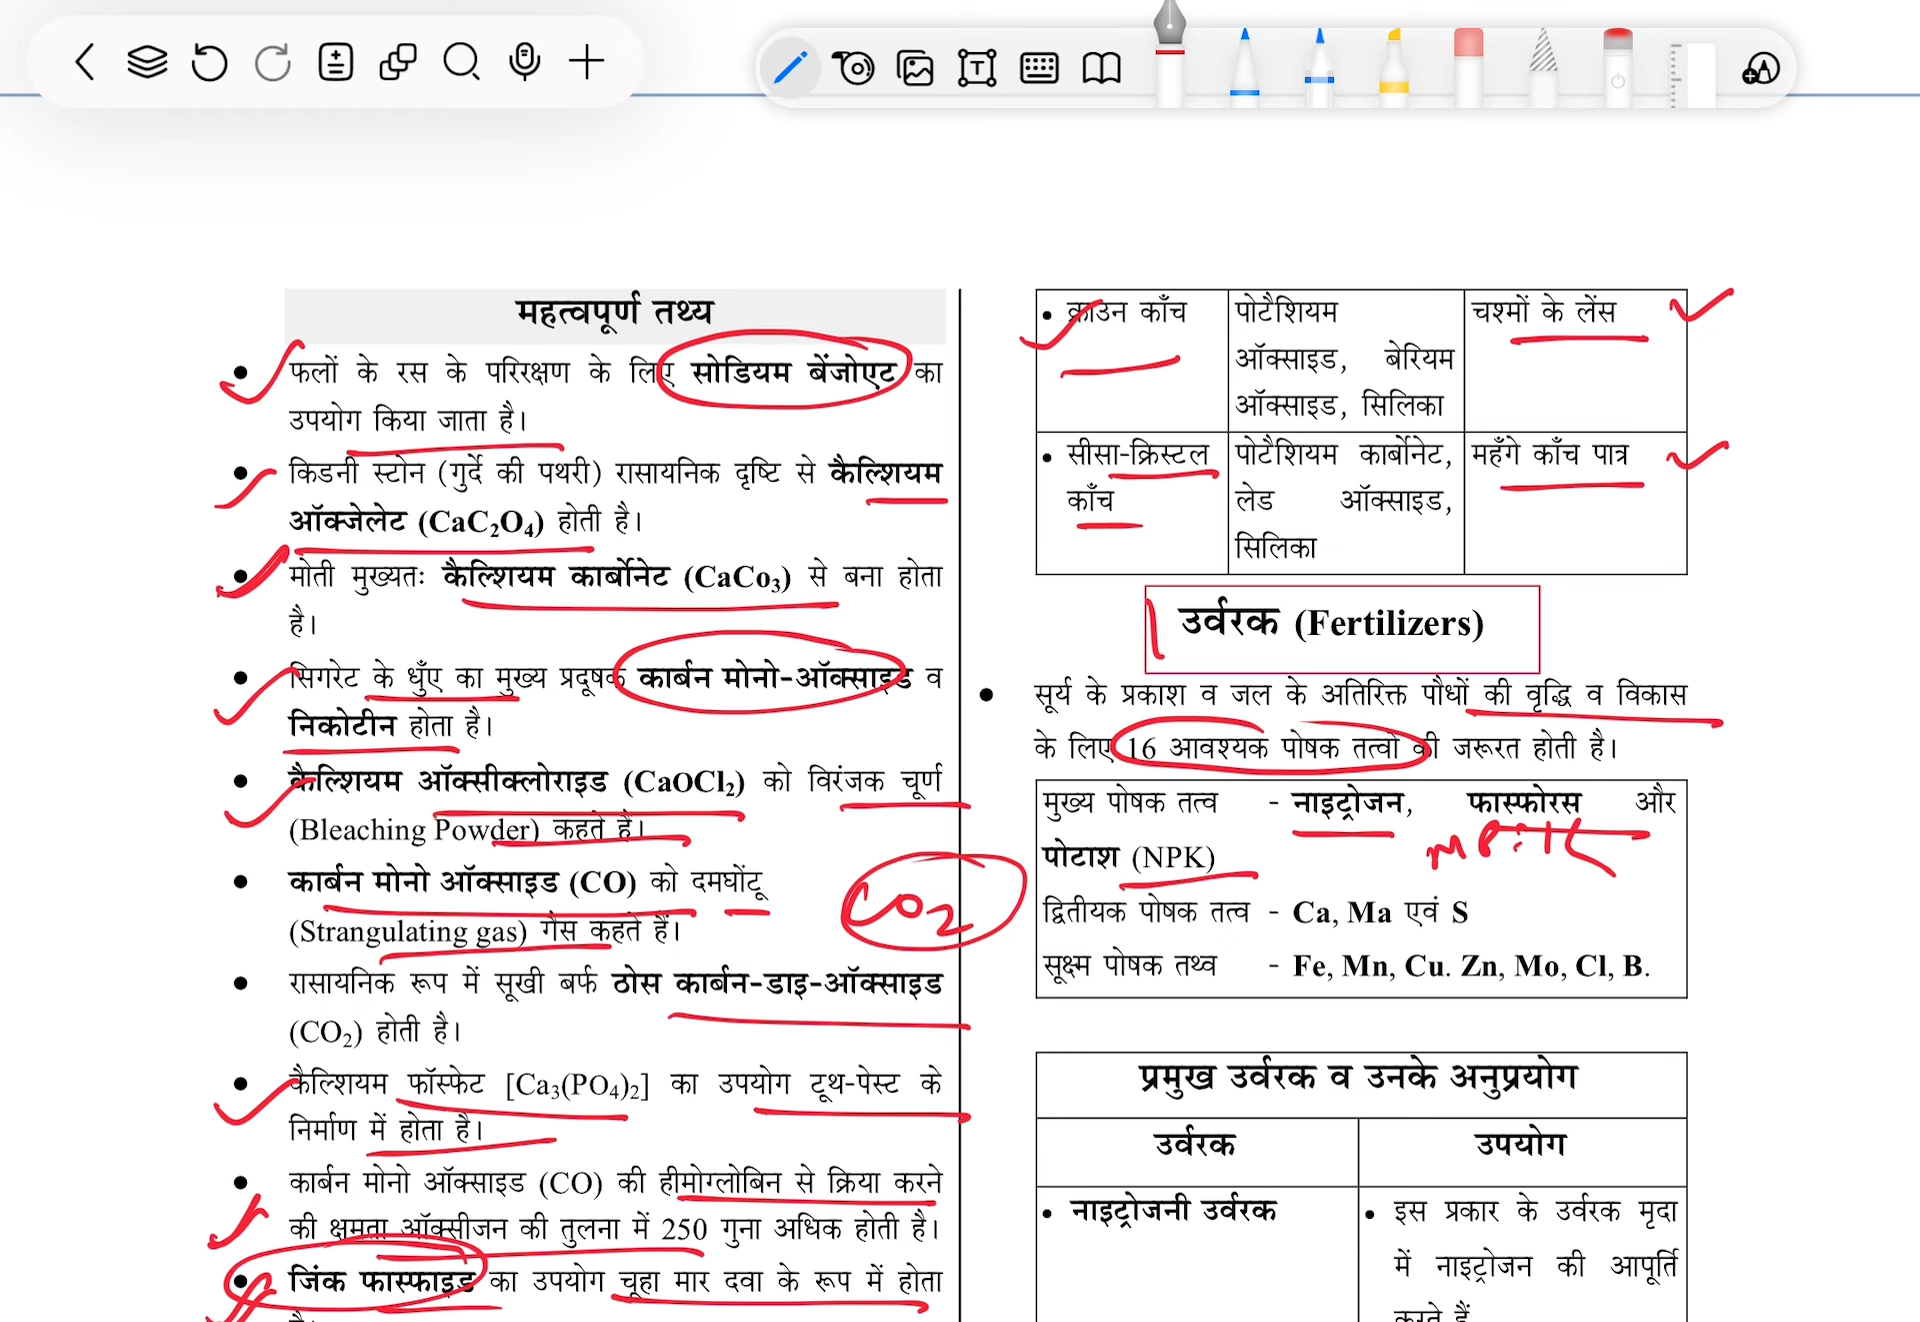 महत्वपूर्ण तथ्य
• फलों के रस के परिरक्षण के लिए सोडियम बेंजोएट का
उपयोग किया जाता है।
• किडनी स्टोन (गुर्दे की पथरी) रासायनिक दृष्टि से कैल्शियम
ऑक्जेलेट (CaC₂O₄) होती है।
• मोती मुख्यतः कैल्शियम कार्बोनेट (CaCo₃) से बना होता
है।
• सिगरेट के धुँए का मुख्य प्रदूषक कार्बन मोनो-ऑक्साइड व
निकोटीन होता है।
• कैल्शियम ऑक्सीक्लोराइड (CaOCl₂) को विरंजक चूर्ण
(Bleaching Powder) कहते है।
• कार्बन मोनो ऑक्साइड (CO) को दमघोंटू
(Strangulating gas) गैस कहते हैं।
CO₂
• रासायनिक रूप में सूखी बर्फ ठोस कार्बन-डाइ-ऑक्साइड
(CO₂) होती है।
• कैल्शियम फॉस्फेट [Ca₃(PO₄)₂] का उपयोग टूथ-पेस्ट के
निर्माण में होता है।
• कार्बन मोनो ऑक्साइड (CO) की हीमोग्लोबिन से क्रिया करने
की क्षमता ऑक्सीजन की तुलना में 250 गुना अधिक होती है।
• जिंक फास्फाइड का उपयोग चूहा मार दवा के रूप में होता
• क्राउन काँच पोटैशियम चश्मों के लेंस
ऑक्साइड, बेरियम
ऑक्साइड, सिलिका
• सीसा-क्रिस्टल पोटैशियम कार्बोनेट, महँगे काँच पात्र
काँच लेड ऑक्साइड,
सिलिका
उर्वरक (Fertilizers)
• सूर्य के प्रकाश व जल के अतिरिक्त पौधों की वृद्धि व विकास
के लिए 16 आवश्यक पोषक तत्वो की जरूरत होती है।
मुख्य पोषक तत्व - नाइट्रोजन, फास्फोरस और
पोटाश (NPK)
द्वितीयक पोषक तत्व - Ca, Ma एवं S
सूक्ष्म पोषक तथ्व - Fe, Mn, Cu. Zn, Mo, Cl, B.
प्रमुख उर्वरक व उनके अनुप्रयोग
उर्वरक उपयोग
• नाइट्रोजनी उर्वरक • इस प्रकार के उर्वरक मृदा
में नाइट्रोजन की आपूर्ति